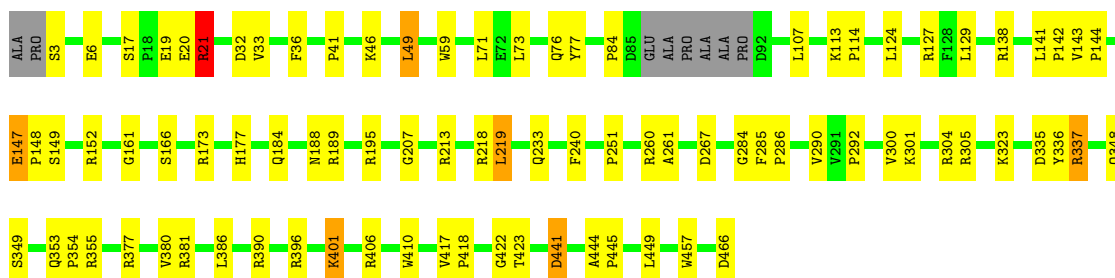 ALA PRO S3 E6 S17 P18 E19 E20 R21 D32 V33 F36 P41 K46 L49 W59 L71 E72 L73 Q76 Y77 P84 D85 GLU ALA PRO ALA ALA PRO D92 L107 K113 P114 L124 R127 F128 L129 R138 L141 P142 V143 P144
E147 P148 S149 R152 G161 S166 R173 H177 Q184 N188 R189 R195 G207 R213 R218 L219 Q233 F240 P251 R260 A261 D267 G284 F285 P286 V290 V291 P292 V300 K301 R304 R305 K323 D335 Y336 R337
S349 Q353 P354 R355 R377 V380 R381 L386 R390 R396 K401 R406 W410 V417 P418 G422 T423 D441 A444 P445 L449 W457 D466